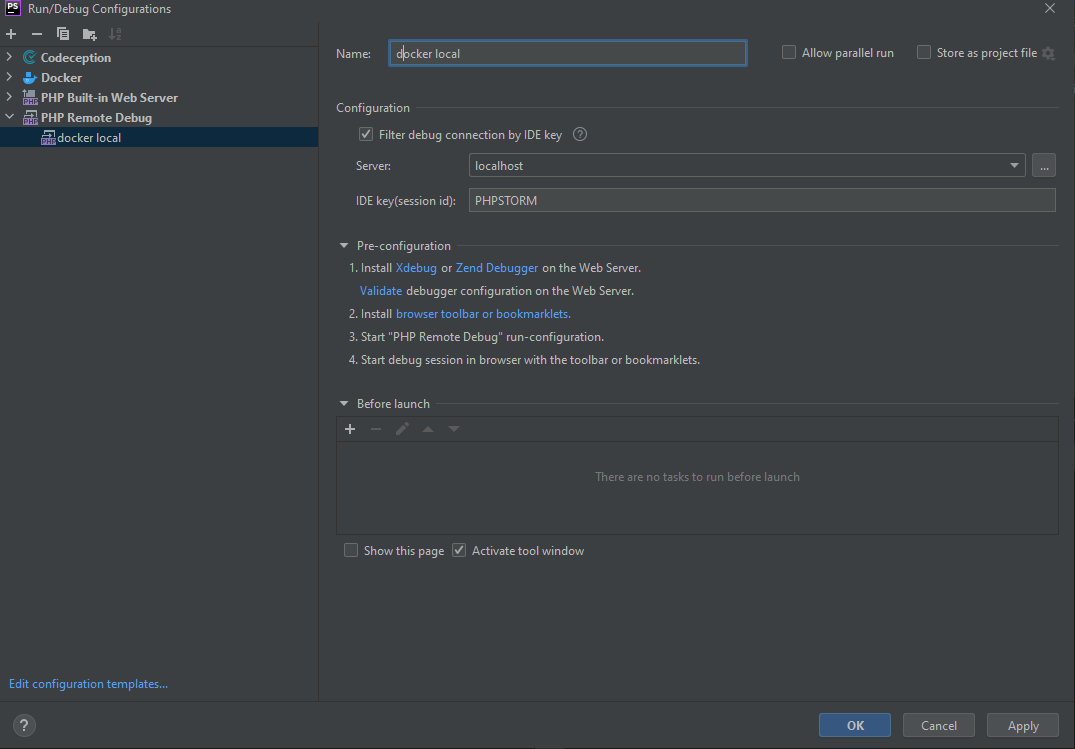 PS Run/Debug Configurations
Codeception
Docker
PHP Built-in Web Server
PHP Remote Debug
docker local
Edit configuration templates...
Name: docker local Allow parallel run Store as project file
Configuration
Filter debug connection by IDE key ?
Server: localhost ...
IDE key(session id): PHPSTORM
Pre-configuration
1. Install Xdebug or Zend Debugger on the Web Server.
Validate debugger configuration on the Web Server.
2. Install browser toolbar or bookmarklets.
3. Start "PHP Remote Debug" run-configuration.
4. Start debug session in browser with the toolbar or bookmarklets.
Before launch
There are no tasks to run before launch
Show this page Activate tool window
? OK Cancel Apply